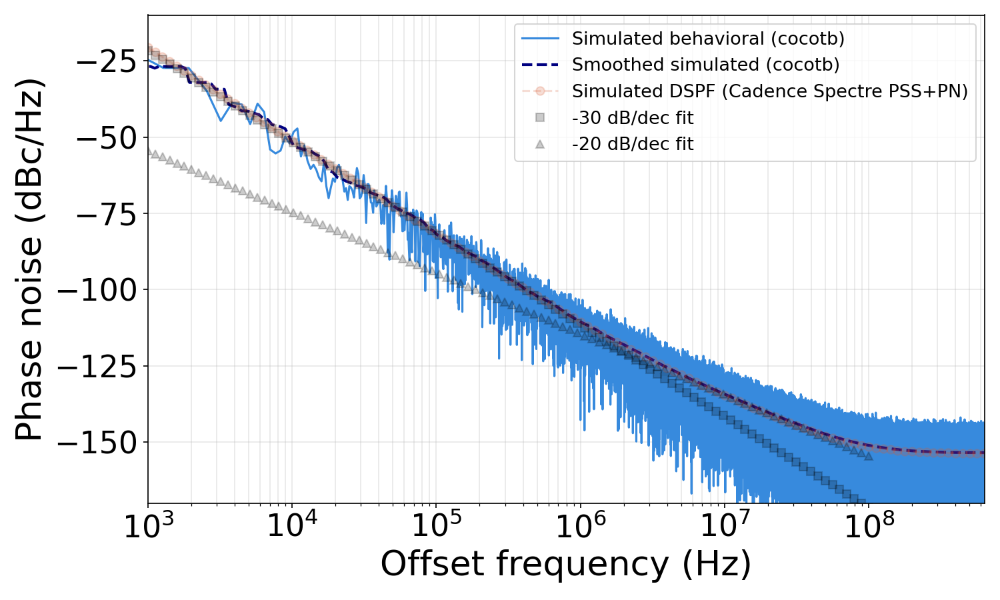 Simulated behavioral (cocotb)
Smoothed simulated (cocotb)
Simulated DSPF (Cadence Spectre PSS+PN)
-30 dB/dec fit
-20 dB/dec fit
Phase noise (dBc/Hz)
−25
−50
−75
−100
−125
−150
10³ 10⁴ 10⁵ 10⁶ 10⁷ 10⁸
Offset frequency (Hz)